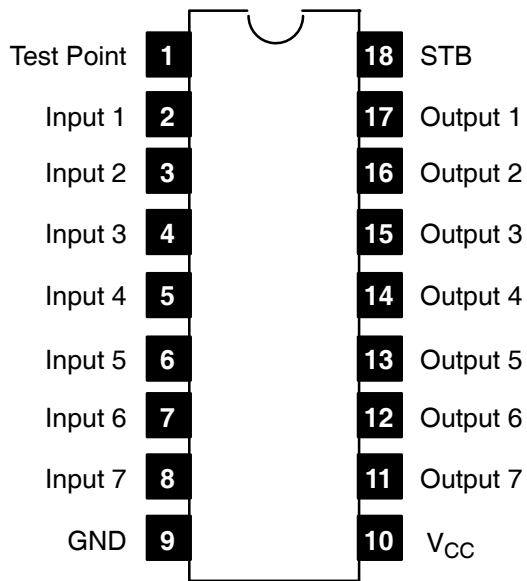 Test Point 1 18 STB
Input 1 2 17 Output 1
Input 2 3 16 Output 2
Input 3 4 15 Output 3
Input 4 5 14 Output 4
Input 5 6 13 Output 5
Input 6 7 12 Output 6
Input 7 8 11 Output 7
GND 9 10 VCC